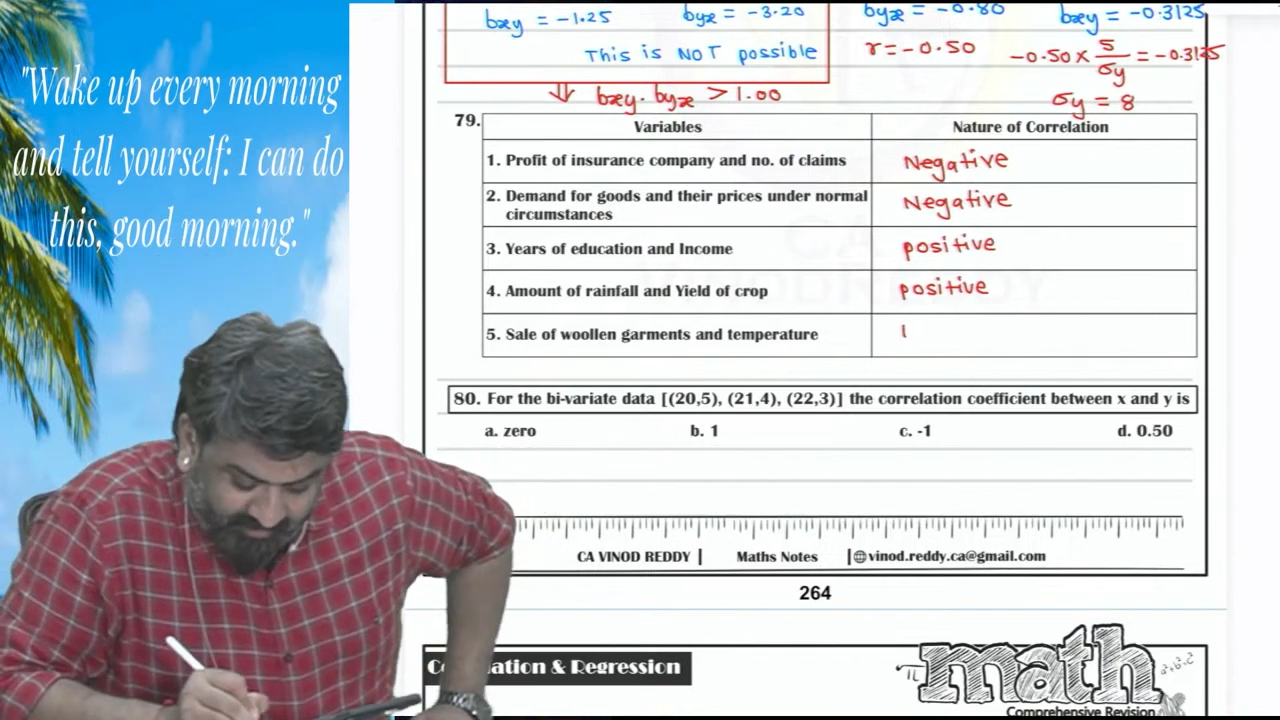 "Wake up every morning
and tell yourself: I can do
this, good morning."
bxy = -1.25 byx = -3.20 byx = -0.80 bxy = -0.3125
This is NOT possible r = -0.50 -0.50 × 5/σy = -0.3125
⇓ bxy. byx > 1.00 σy = 8
79. Variables Nature of Correlation
1. Profit of insurance company and no. of claims Negative
2. Demand for goods and their prices under normal
circumstances Negative
3. Years of education and Income positive
4. Amount of rainfall and Yield of crop positive
5. Sale of woollen garments and temperature
80. For the bi-variate data [(20,5), (21,4), (22,3)] the correlation coefficient between x and y is
a. zero b. 1 c. -1 d. 0.50
CA VINOD REDDY | Maths Notes | vinod.reddy.ca@gmail.com
264
ation & Regression
π math
Comprehensive Revision